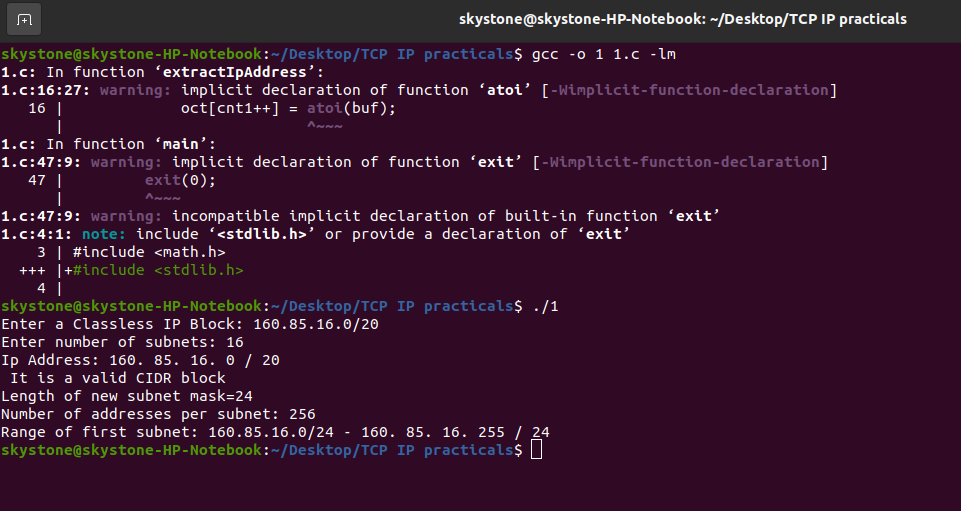 skystone@skystone-HP-Notebook: ~/Desktop/TCP IP practicals
skystone@skystone-HP-Notebook:~/Desktop/TCP IP practicals$ gcc -o 1 1.c -lm
1.c: In function ‘extractIpAddress’:
1.c:16:27: warning: implicit declaration of function ‘atoi’ [-Wimplicit-function-declaration]
   16 |             oct[cnt1++] = atoi(buf);
      |                           ^~~~
1.c: In function ‘main’:
1.c:47:9: warning: implicit declaration of function ‘exit’ [-Wimplicit-function-declaration]
   47 |         exit(0);
      |         ^~~~
1.c:47:9: warning: incompatible implicit declaration of built-in function ‘exit’
1.c:4:1: note: include ‘<stdlib.h>’ or provide a declaration of ‘exit’
    3 | #include <math.h>
  +++ |+#include <stdlib.h>
    4 |
skystone@skystone-HP-Notebook:~/Desktop/TCP IP practicals$ ./1
Enter a Classless IP Block: 160.85.16.0/20
Enter number of subnets: 16
Ip Address: 160. 85. 16. 0 / 20
 It is a valid CIDR block
Length of new subnet mask=24
Number of addresses per subnet: 256
Range of first subnet: 160.85.16.0/24 - 160. 85. 16. 255 / 24
skystone@skystone-HP-Notebook:~/Desktop/TCP IP practicals$